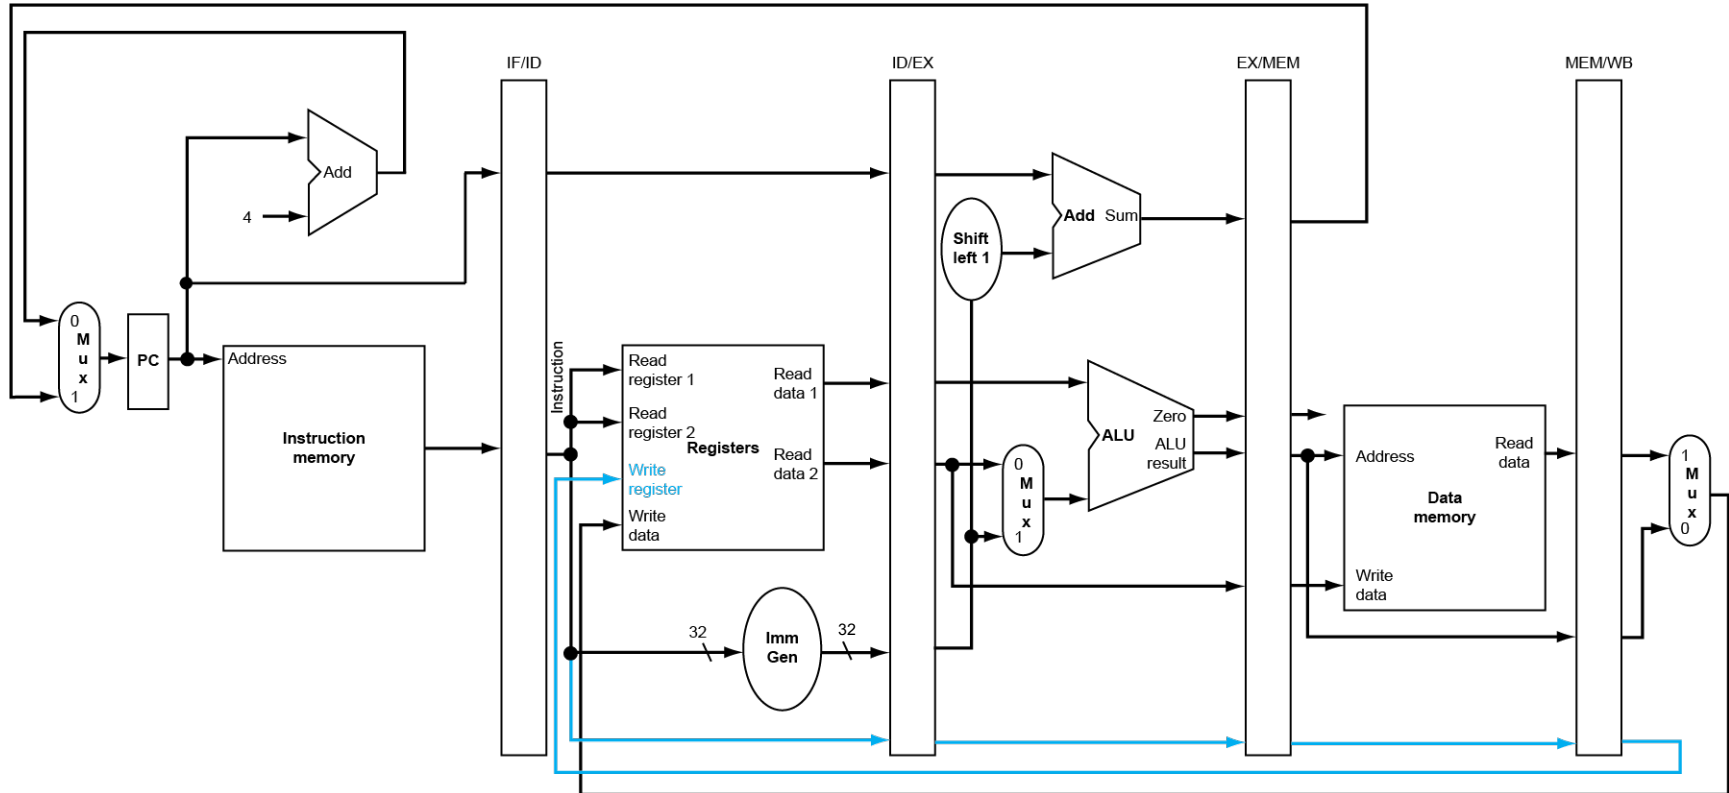 IF/ID
ID/EX
EX/MEM
MEM/WB
Add
4
Add Sum
Shift
left 1
0
M
u
x
1
PC
Address
Instruction
memory
Instruction
Read
register 1
Read
register 2
Write
register
Write
data
Registers
Read
data 1
Read
data 2
0
M
u
x
1
ALU
Zero
ALU
result
Address
Read
data
Data
memory
Write
data
1
M
u
x
0
32
Imm
Gen
32